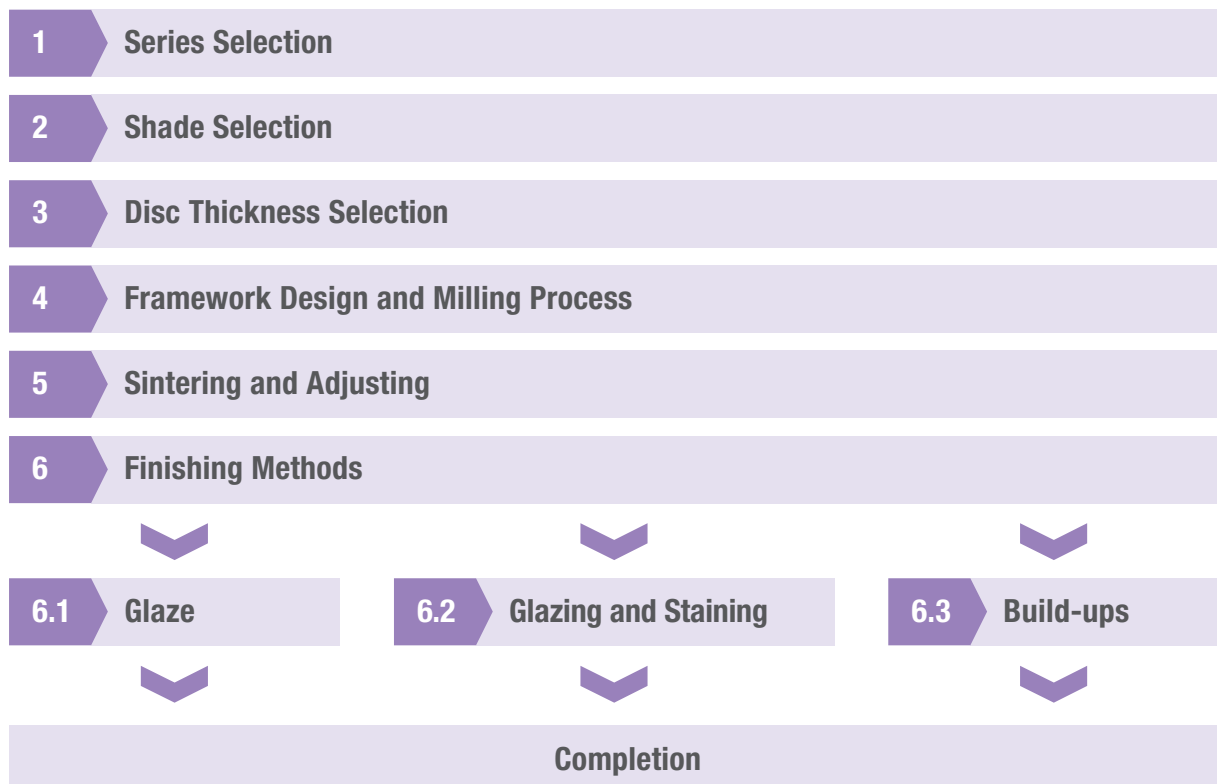 1 Series Selection
2 Shade Selection
3 Disc Thickness Selection
4 Framework Design and Milling Process
5 Sintering and Adjusting
6 Finishing Methods
6.1 Glaze
6.2 Glazing and Staining
6.3 Build-ups
Completion